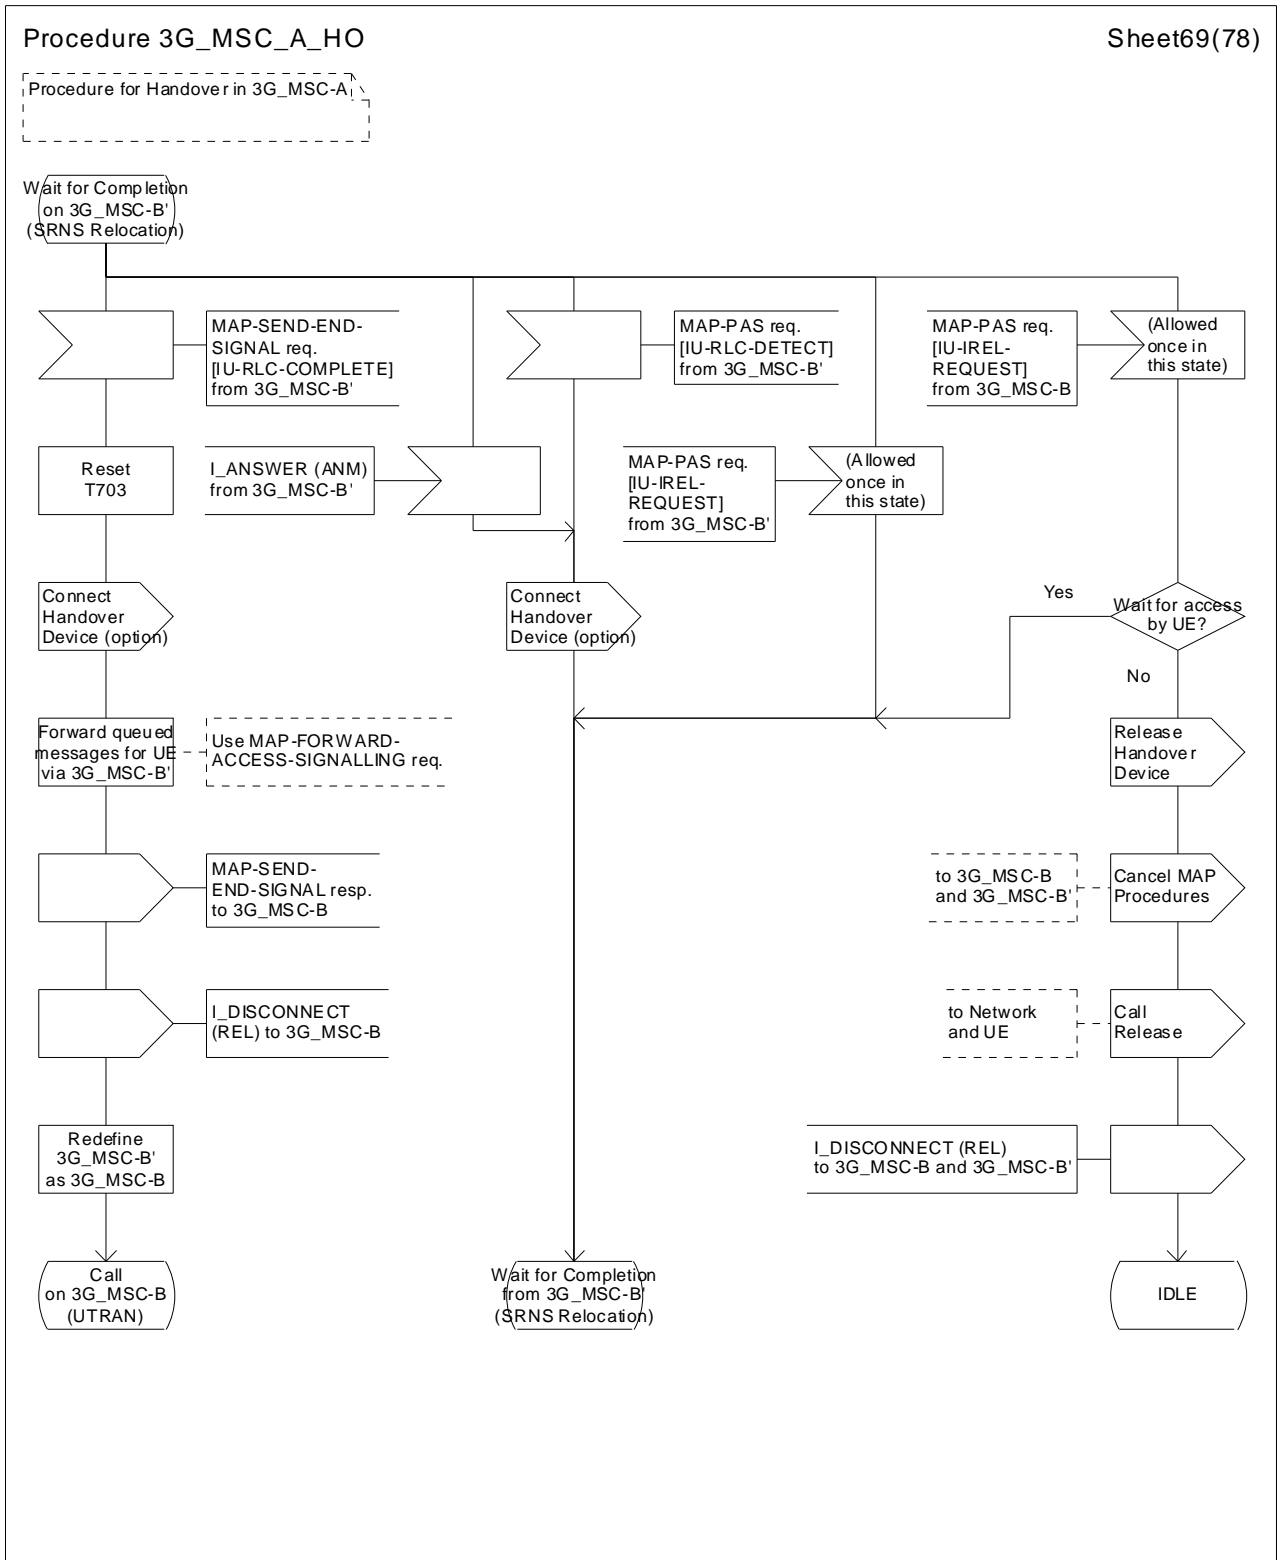 Procedure 3G_MSC_A_HO
Sheet69(78)
Procedure for Handover in 3G_MSC-A
Wait for Completion
on 3G_MSC-B'
(SRNS Relocation)
MAP-SEND-END-
SIGNAL req.
[IU-RLC-COMPLETE]
from 3G_MSC-B'
MAP-PAS req.
[IU-RLC-DETECT]
from 3G_MSC-B'
MAP-PAS req.
[IU-IREL-
REQUEST]
from 3G_MSC-B
(Allowed
once in
this state)
Reset
T703
I_ANSWER (ANM)
from 3G_MSC-B'
MAP-PAS req.
[IU-IREL-
REQUEST]
from 3G_MSC-B'
(Allowed
once in
this state)
Connect
Handover
Device (option)
Connect
Handover
Device (option)
Yes
Wait for access
by UE?
No
Forward queued
messages for UE
via 3G_MSC-B'
Use MAP-FORWARD-
ACCESS-SIGNALLING req.
Release
Handover
Device
MAP-SEND-
END-SIGNAL resp.
to 3G_MSC-B
to 3G_MSC-B
and 3G_MSC-B'
Cancel MAP
Procedures
I_DISCONNECT
(REL) to 3G_MSC-B
to Network
and UE
Call
Release
Redefine
3G_MSC-B'
as 3G_MSC-B
I_DISCONNECT (REL)
to 3G_MSC-B and 3G_MSC-B'
Call
on 3G_MSC-B
(UTRAN)
Wait for Completion
from 3G_MSC-B'
(SRNS Relocation)
IDLE